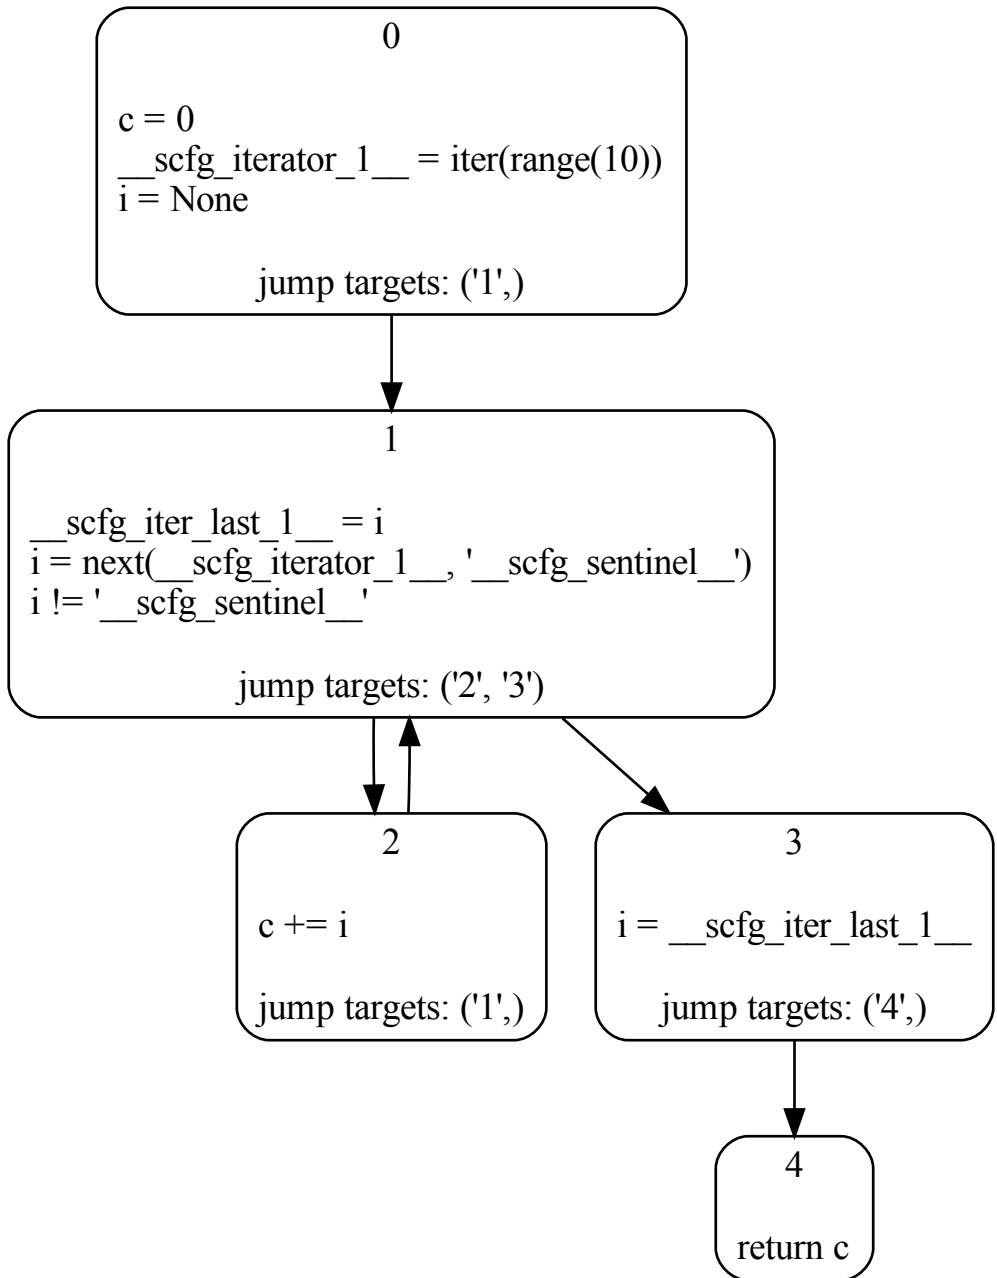 0
c = 0
__scfg_iterator_1__ = iter(range(10))
i = None
jump targets: ('1',)
1
__scfg_iter_last_1__ = i
i = next(__scfg_iterator_1__, '__scfg_sentinel__')
i != '__scfg_sentinel__'
jump targets: ('2', '3')
2
c += i
jump targets: ('1',)
3
i = __scfg_iter_last_1__
jump targets: ('4',)
4
return c